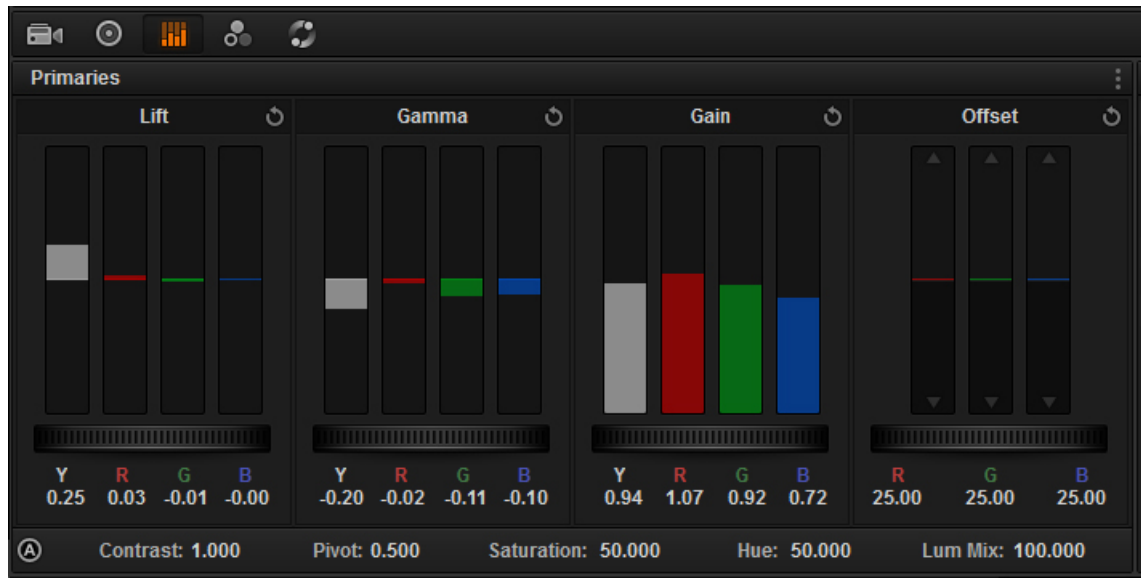 Primaries
Lift Gamma Gain Offset
Y R G B Y R G B Y R G B R G B
0.25 0.03 -0.01 -0.00 -0.20 -0.02 -0.11 -0.10 0.94 1.07 0.92 0.72 25.00 25.00 25.00
A Contrast: 1.000 Pivot: 0.500 Saturation: 50.000 Hue: 50.000 Lum Mix: 100.000